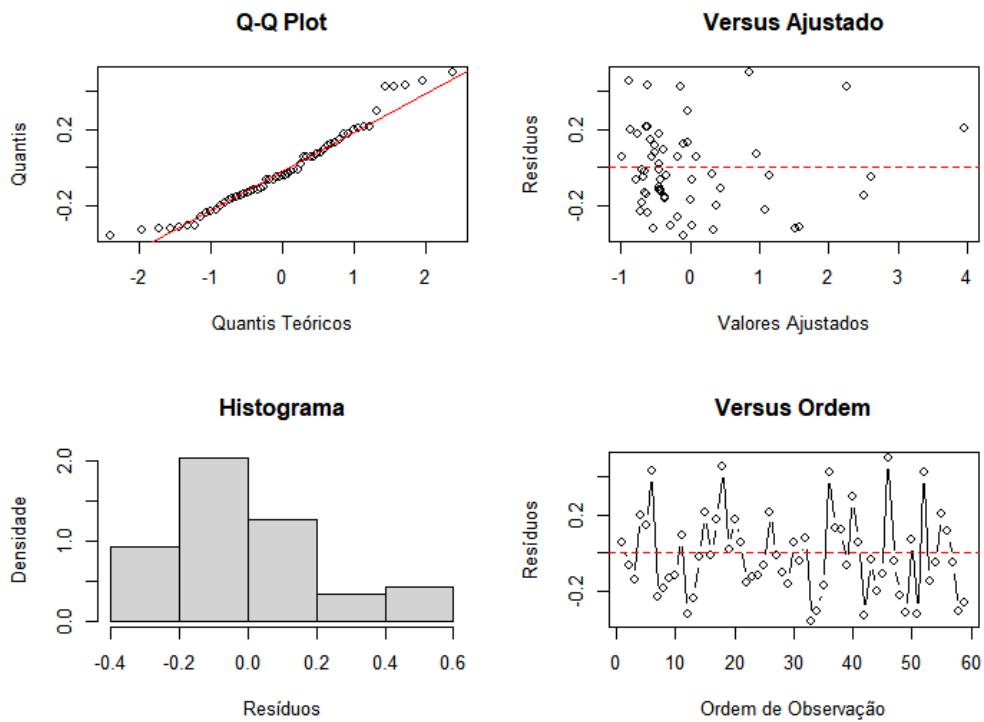 Q-Q Plot
Quantis
0.2
-0.2
-2 -1 0 1 2
Quantis Teóricos
Versus Ajustado
Resíduos
0.2
-0.2
-1 0 1 2 3 4
Valores Ajustados
Histograma
Densidade
2.0
1.0
0.0
-0.4 -0.2 0.0 0.2 0.4 0.6
Resíduos
Versus Ordem
Resíduos
0.2
-0.2
0 10 20 30 40 50 60
Ordem de Observação